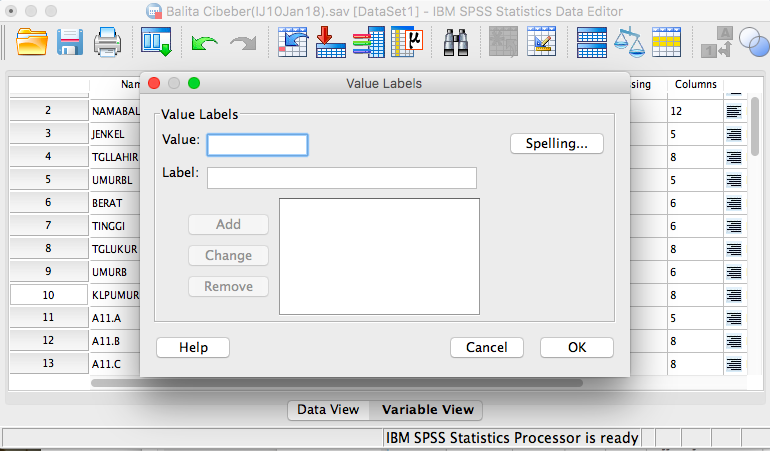 Balita Cibeber(IJ10Jan18).sav [DataSet1] - IBM SPSS Statistics Data Editor
Value Labels
Nam
sing
Columns
2 NAMABAL 12
3 JENKEL 5
4 TGLLAHIR 8
5 UMURBL 5
6 BERAT 6
7 TINGGI 6
8 TGLUKUR 8
9 UMURB 6
10 KLPUMUR 8
11 A11.A 5
12 A11.B 8
13 A11.C 8
Value Labels
Value:
Spelling...
Label:
Add
Change
Remove
Help
Cancel
OK
Data View
Variable View
IBM SPSS Statistics Processor is ready